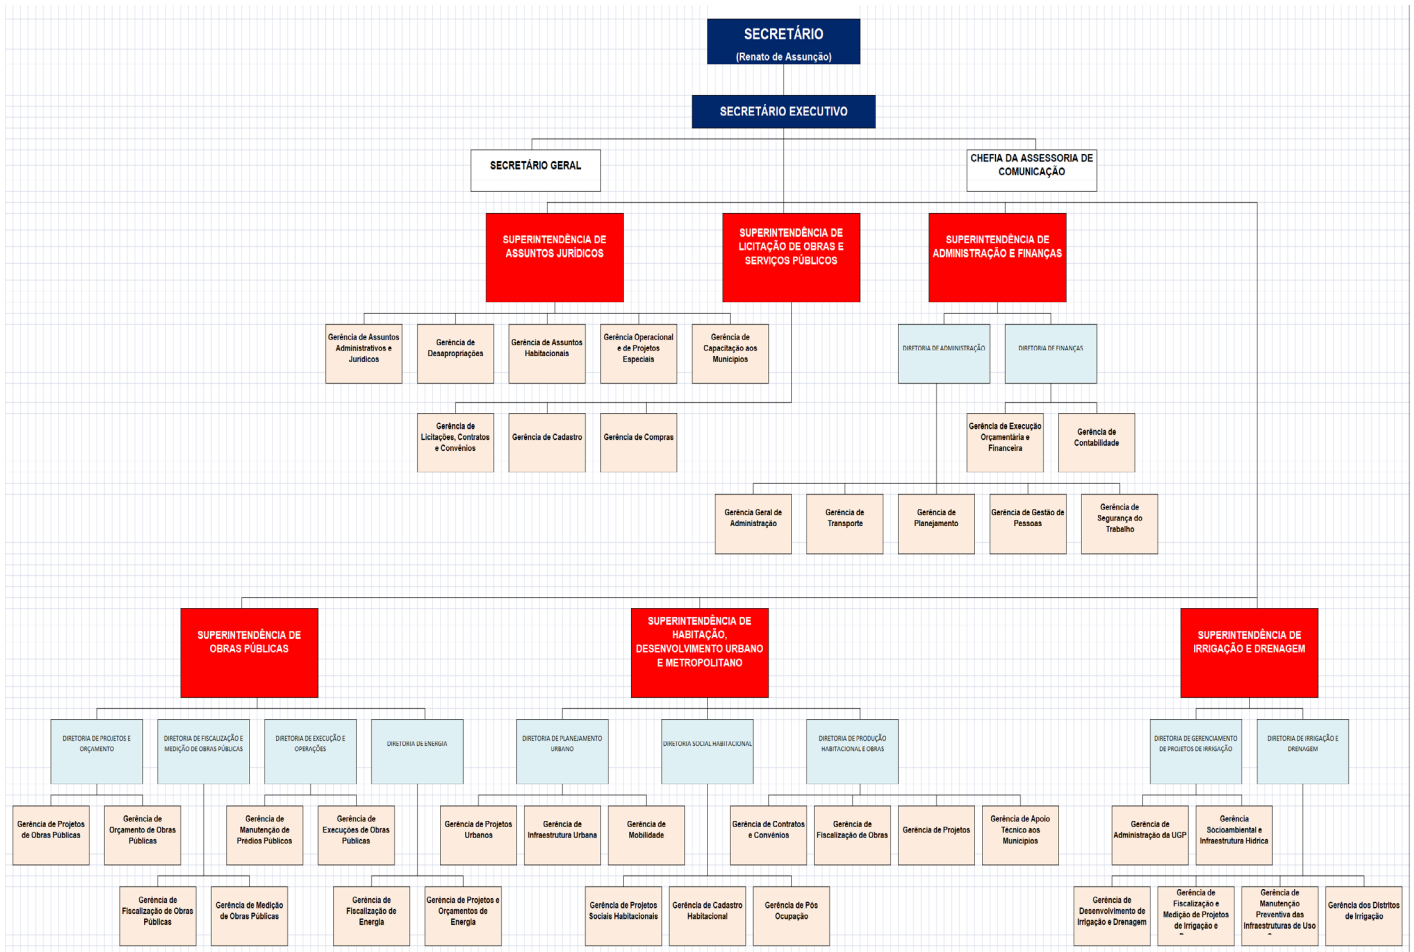 SECRETÁRIO
(Renato de Assunção)
SECRETÁRIO EXECUTIVO
SECRETÁRIO GERAL
CHEFIA DA ASSESSORIA DE
COMUNICAÇÃO
SUPERINTENDÊNCIA DE
ASSUNTOS JURÍDICOS
SUPERINTENDÊNCIA DE
LICITAÇÃO DE OBRAS E
SERVIÇOS PÚBLICOS
SUPERINTENDÊNCIA DE
ADMINISTRAÇÃO E FINANÇAS
Gerência de Assuntos
Administrativos e
Jurídicos
Gerência de
Desapropriações
Gerência de Assuntos
Habitacionais
Gerência Operacional
e de Projetos
Especiais
Gerência de
Capacitação aos
Municípios
DIRETORIA DE ADMINISTRAÇÃO
DIRETORIA DE FINANÇAS
Gerência de
Licitações, Contratos
e Convênios
Gerência de Cadastro
Gerência de Compras
Gerência de Execução
Orçamentária e
Financeira
Gerência de
Contabilidade
Gerência Geral de
Administração
Gerência de
Transporte
Gerência de
Planejamento
Gerência de Gestão de
Pessoas
Gerência de
Segurança do
Trabalho
SUPERINTENDÊNCIA DE
OBRAS PÚBLICAS
SUPERINTENDÊNCIA DE
HABITAÇÃO,
DESENVOLVIMENTO URBANO
E METROPOLITANO
SUPERINTENDÊNCIA DE
IRRIGAÇÃO E DRENAGEM
DIRETORIA DE PROJETOS E
ORÇAMENTO
DIRETORIA DE FISCALIZAÇÃO E
MEDIÇÃO DE OBRAS PÚBLICAS
DIRETORIA DE EXECUÇÃO E
OPERAÇÕES
DIRETORIA DE ENERGIA
DIRETORIA DE PLANEJAMENTO
URBANO
DIRETORIA SOCIAL HABITACIONAL
DIRETORIA DE PRODUÇÃO
HABITACIONAL E OBRAS
DIRETORIA DE GERENCIAMENTO
DE PROJETOS DE IRRIGAÇÃO
DIRETORIA DE IRRIGAÇÃO E
DRENAGEM
Gerência de Projetos
de Obras Públicas
Gerência de
Orçamento de Obras
Públicas
Gerência de
Manutenção de
Prédios Públicos
Gerência de
Execuções de Obras
Públicas
Gerência de Projetos
Urbanos
Gerência de
Infraestrutura Urbana
Gerência de
Mobilidade
Gerência de Contratos
e Convênios
Gerência de
Fiscalização de Obras
Gerência de Projetos
Gerência de Apoio
Técnico aos
Municípios
Gerência de
Administração da UGP
Gerência
Sócioambiental e
Infraestrutura Hídrica
Gerência de
Fiscalização de Obras
Públicas
Gerência de Medição
de Obras Públicas
Gerência de
Fiscalização de
Energia
Gerência de Projetos e
Orçamentos de
Energia
Gerência de Projetos
Sociais Habitacionais
Gerência de Cadastro
Habitacional
Gerência de Pós
Ocupação
Gerência de
Desenvolvimento de
Irrigação e Drenagem
Gerência de
Fiscalização e
Medição de Projetos
de Irrigação e
Gerência de
Manutenção
Preventiva das
Infraestruturas de Uso
Gerência dos Distritos
de Irrigação